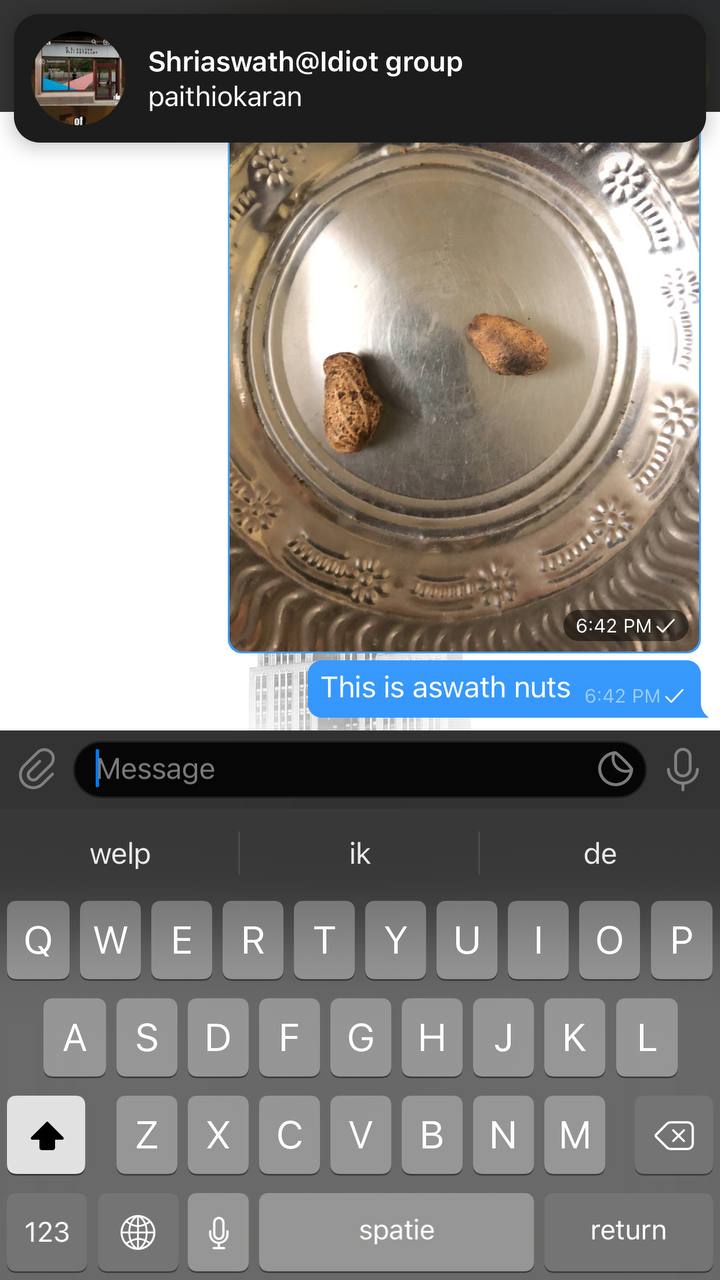 Shriaswath@Idiot group
paithiokaran
of
6:42 PM
This is aswath nuts 6:42 PM
Message
welp ik de
Q W E R T Y U I O P
A S D F G H J K L
Z X C V B N M
123 spatie return